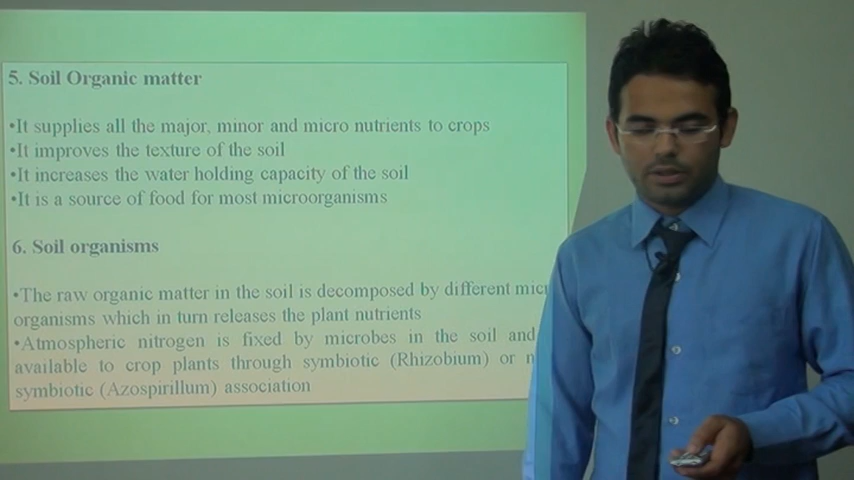 5. Soil Organic matter
•It supplies all the major, minor and micro nutrients to crops
•It improves the texture of the soil
•It increases the water holding capacity of the soil
•It is a source of food for most microorganisms
6. Soil organisms
•The raw organic matter in the soil is decomposed by different
organisms which in turn releases the plant nutrients
•Atmospheric nitrogen is fixed by microbes in the soil and
available to crop plants through symbiotic (Rhizobium) or
symbiotic (Azospirillum) association